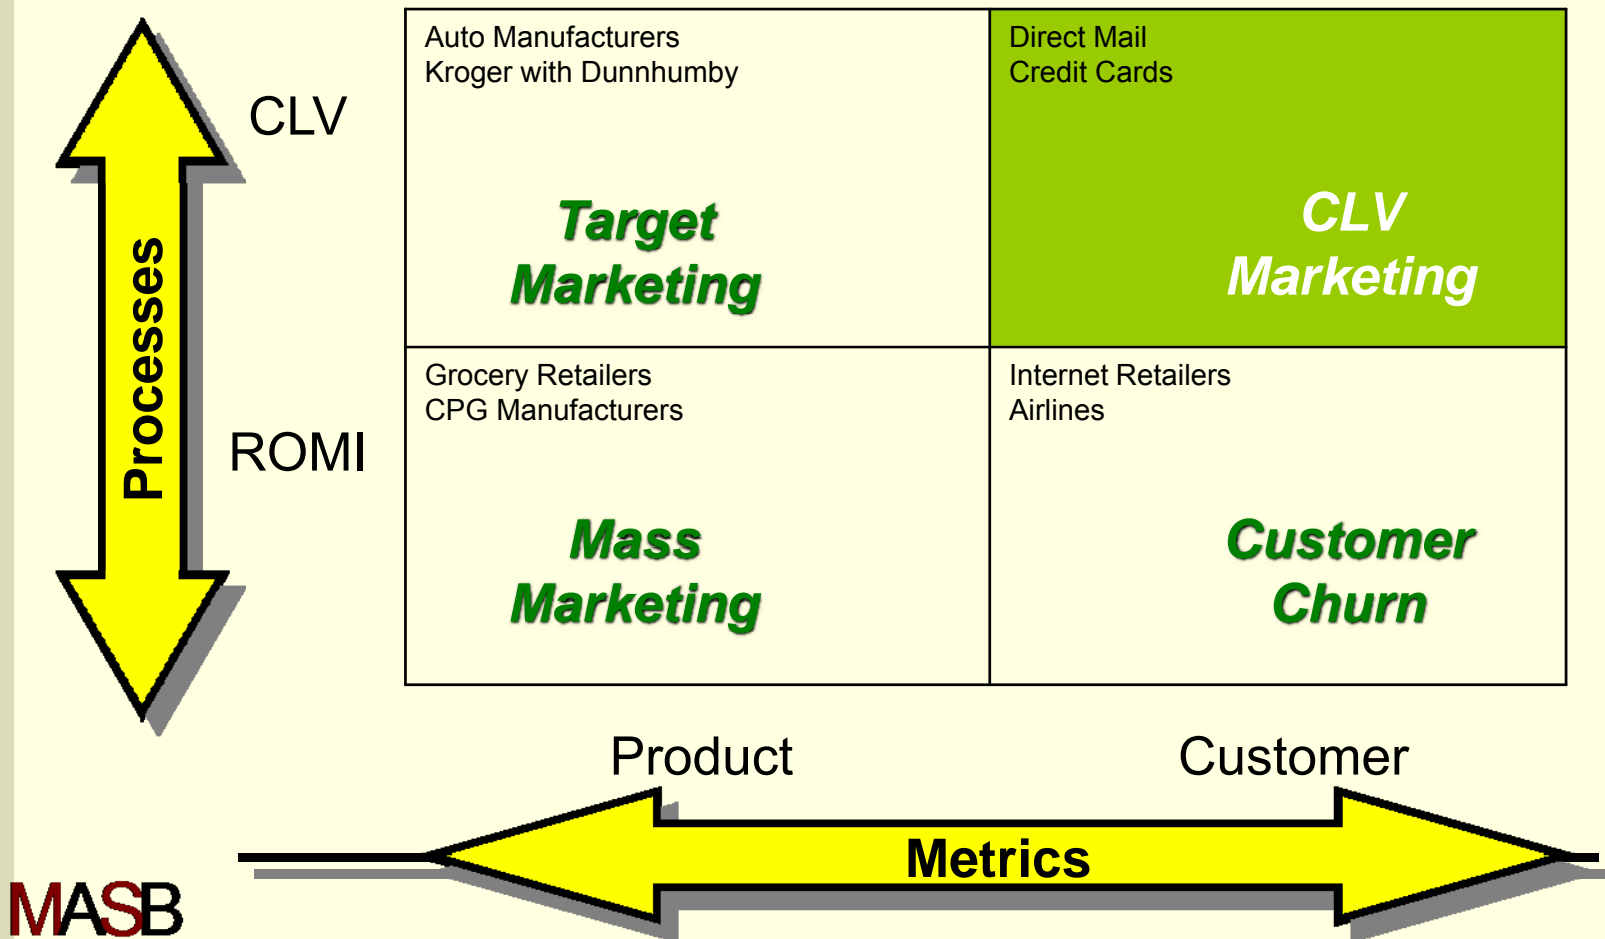 Auto Manufacturers
Kroger with Dunnhumby
Direct Mail
Credit Cards
CLV
Target
Marketing
CLV
Marketing
Processes
Grocery Retailers
CPG Manufacturers
Internet Retailers
Airlines
ROMI
Mass
Marketing
Customer
Churn
Product
Customer
Metrics
MASB